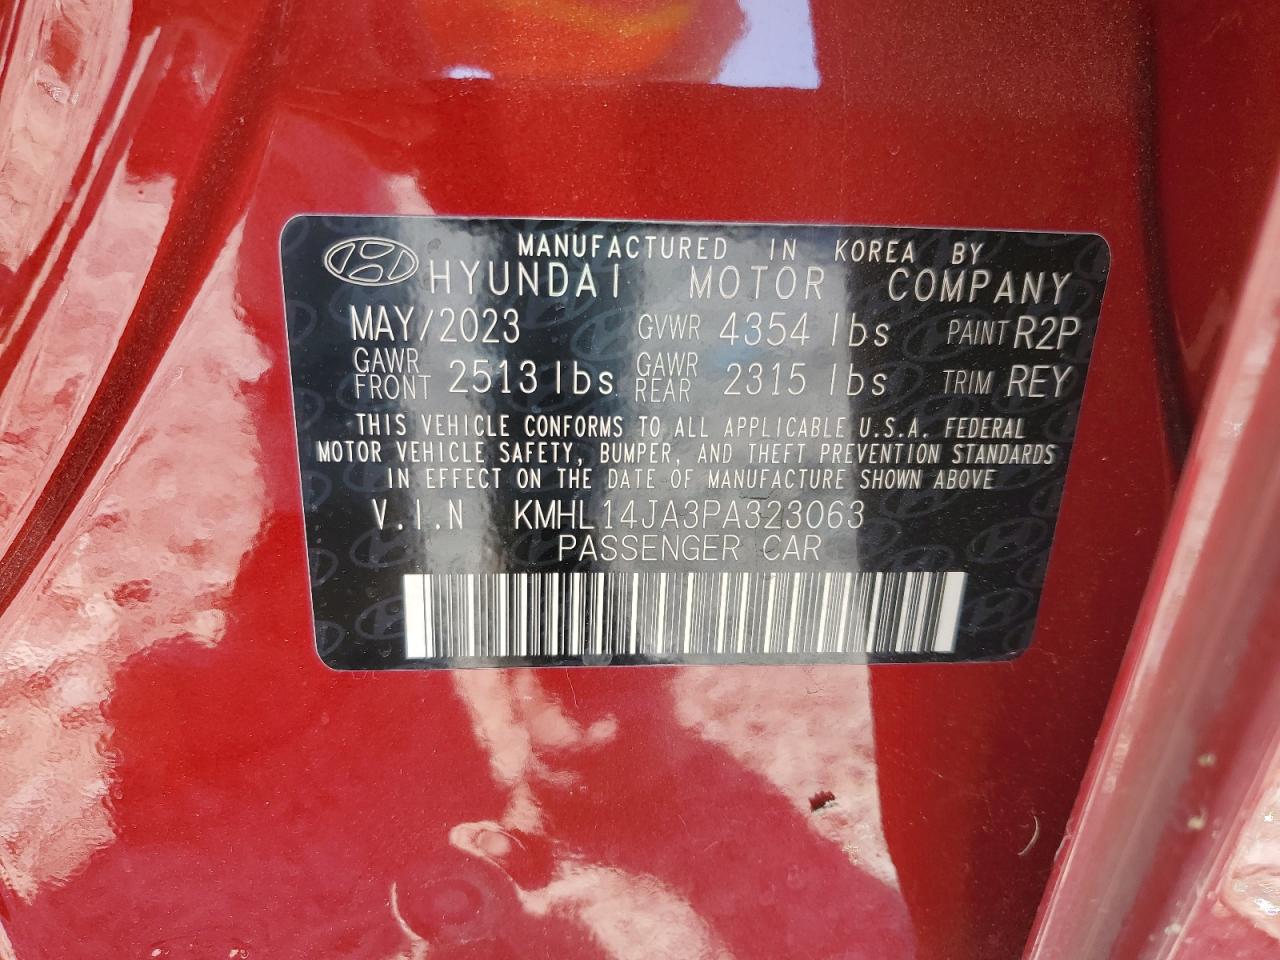 MANUFACTURED IN KOREA BY
HYUNDAI MOTOR COMPANY
MAY/2023 GVWR 4354 lbs PAINT R2P
GAWR FRONT 2513 lbs GAWR REAR 2315 lbs TRIM REY
THIS VEHICLE CONFORMS TO ALL APPLICABLE U.S.A. FEDERAL
MOTOR VEHICLE SAFETY, BUMPER, AND THEFT PREVENTION STANDARDS
IN EFFECT ON THE DATE OF MANUFACTURE SHOWN ABOVE
V.I.N KMHL14JA3PA323063
PASSENGER CAR